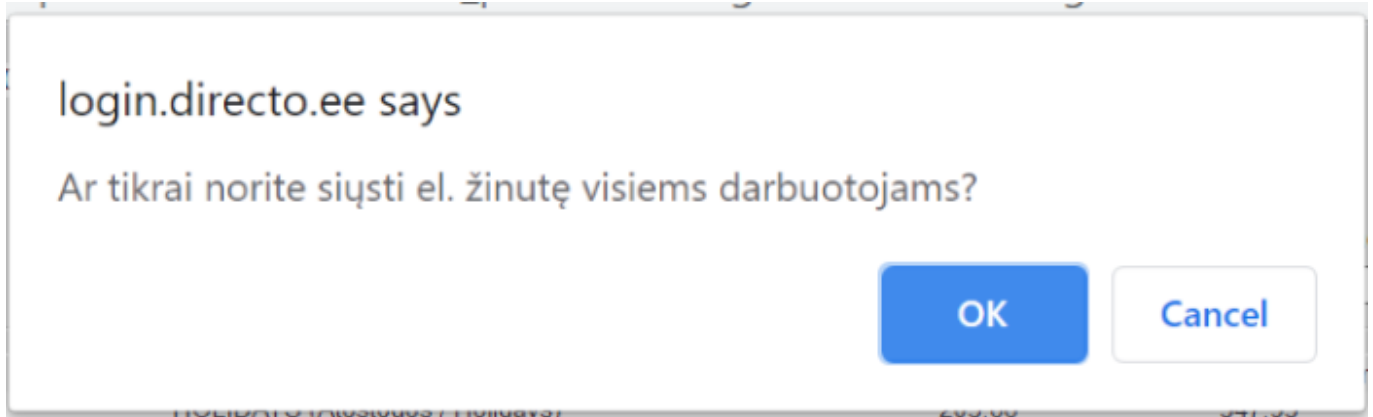 login.directo.ee says
Ar tikrai norite siųsti el. žinutę visiems darbuotojams?
OK Cancel